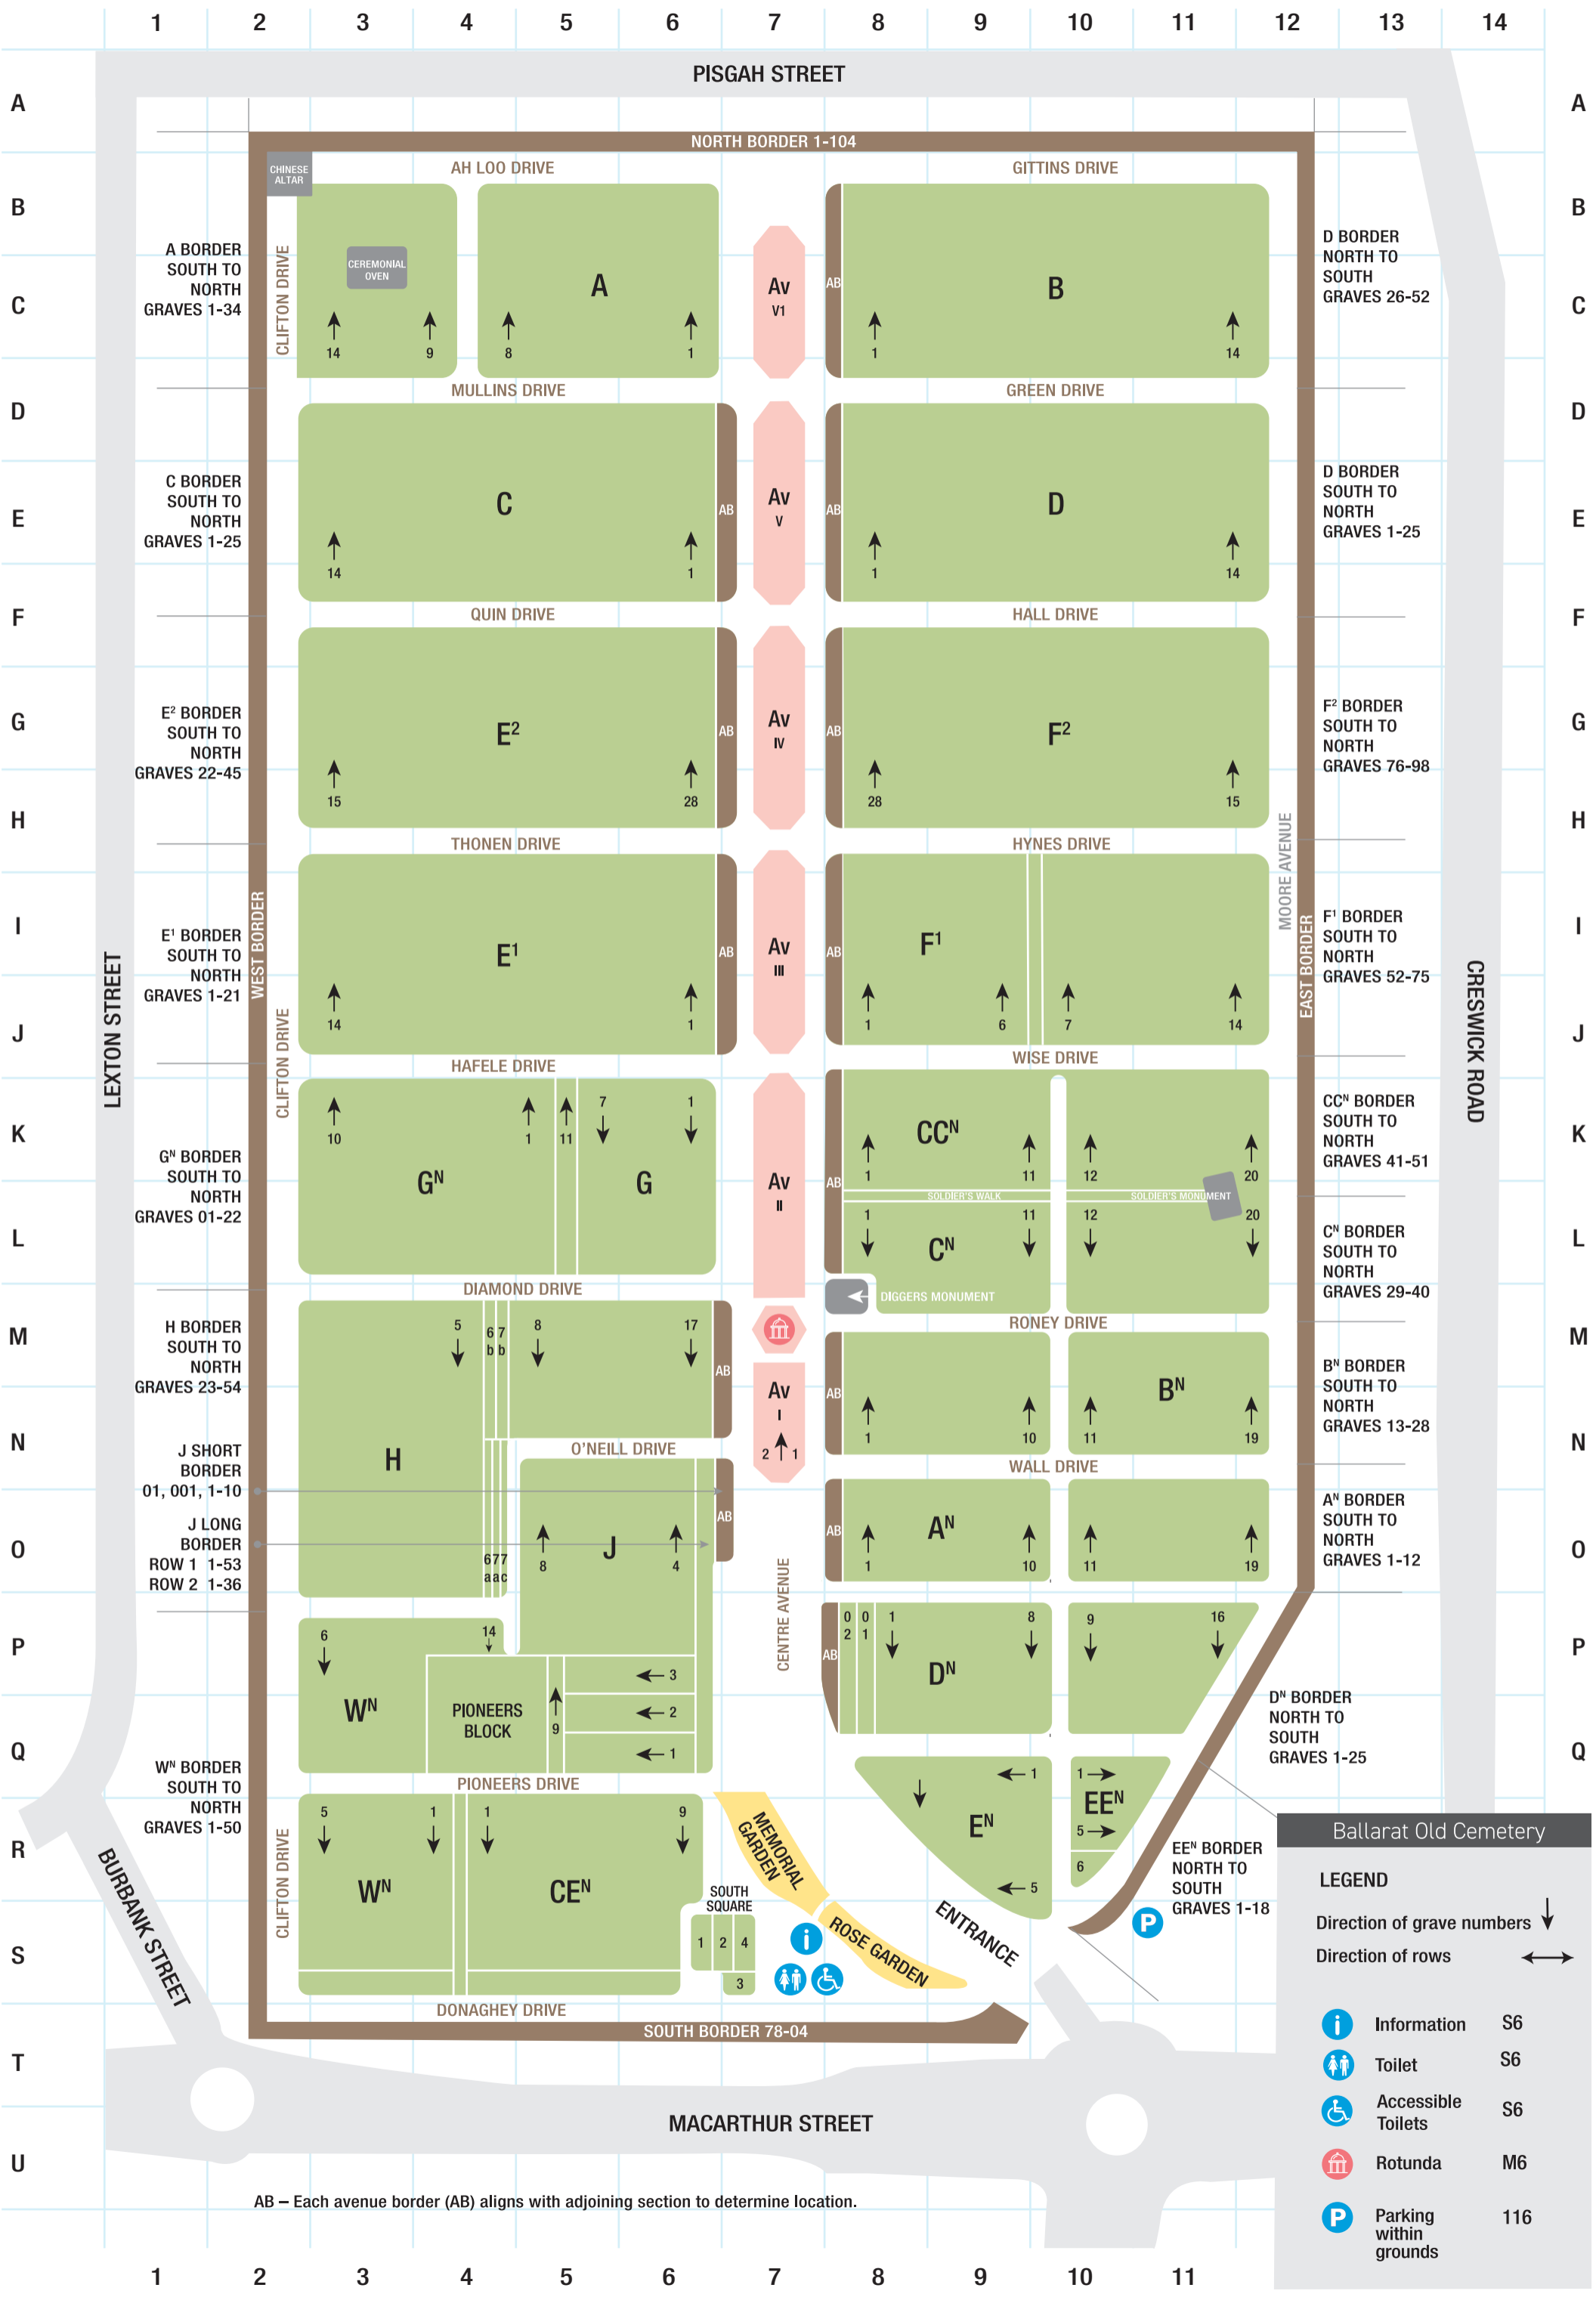 1 2 3 4 5 6 7 8 9 10 11 12 13 14
PISGAH STREET
A A
NORTH BORDER 1-104
CHINESE
ALTAR
AH LOO DRIVE GITTINS DRIVE
B B
A BORDER
SOUTH TO
NORTH
GRAVES 1-34
CLIFTON DRIVE
CEREMONIAL
OVEN
A
Av
V1
AB
B
D BORDER
NORTH TO
SOUTH
GRAVES 26-52
C C
14 9 8 1 1 14
MULLINS DRIVE GREEN DRIVE
D D
C BORDER
SOUTH TO
NORTH
GRAVES 1-25
C
AB
Av
V
AB
D
D BORDER
SOUTH TO
NORTH
GRAVES 1-25
E E
14 1 1 14
QUIN DRIVE HALL DRIVE
F F
E² BORDER
SOUTH TO
NORTH
GRAVES 22-45
E²
AB
Av
IV
AB
F²
F² BORDER
SOUTH TO
NORTH
GRAVES 76-98
G G
15 28 28 15
H H
THONEN DRIVE HYNES DRIVE
MOORE AVENUE
WEST BORDER
EAST BORDER
E¹ BORDER
SOUTH TO
NORTH
GRAVES 1-21
E¹
AB
Av
III
AB
F¹
F¹ BORDER
SOUTH TO
NORTH
GRAVES 52-75
I I
14 1 1 6 7 14
J J
LEXTON STREET
CRESWICK ROAD
CLIFTON DRIVE
HAFELE DRIVE WISE DRIVE
10 1 11 7 1
K K
Gᴺ BORDER
SOUTH TO
NORTH
GRAVES 01-22
Gᴺ
G
Av
II
AB
CCᴺ
1 11 12 20
CCᴺ BORDER
SOUTH TO
NORTH
GRAVES 41-51
SOLDIER'S WALK SOLDIER'S MONUMENT
1 11 12 20
Cᴺ
L L
Cᴺ BORDER
SOUTH TO
NORTH
GRAVES 29-40
DIAMOND DRIVE
DIGGERS MONUMENT
RONEY DRIVE
M M
H BORDER
SOUTH TO
NORTH
GRAVES 23-54
5 6 7 8 17
b b
AB
Av
I
2 1
AB
Bᴺ
1 10 11 19
Bᴺ BORDER
SOUTH TO
NORTH
GRAVES 13-28
N N
H
O'NEILL DRIVE WALL DRIVE
J SHORT
BORDER
01, 001, 1-10
J LONG
BORDER
ROW 1 1-53
ROW 2 1-36
O O
6 7 7
a a c
8 J 4
AB
AB
Aᴺ
1 10 11 19
Aᴺ BORDER
SOUTH TO
NORTH
GRAVES 1-12
CENTRE AVENUE
P P
6 14
AB
0 0 1 8 9 16
2 1
Dᴺ
Wᴺ
PIONEERS
BLOCK
9
3
2
1
Dᴺ BORDER
NORTH TO
SOUTH
GRAVES 1-25
Q Q
PIONEERS DRIVE
Wᴺ BORDER
SOUTH TO
NORTH
GRAVES 1-50
1 1
Eᴺ EEᴺ
5
6
5
R
5 1 1 9
CLIFTON DRIVE
Wᴺ CEᴺ
MEMORIAL
GARDEN
SOUTH
SQUARE
1 2 4
3
ROSE GARDEN
ENTRANCE
EEᴺ BORDER
NORTH TO
SOUTH
GRAVES 1-18
P
S
BURBANK STREET
DONAGHEY DRIVE
SOUTH BORDER 78-04
T
MACARTHUR STREET
U
AB – Each avenue border (AB) aligns with adjoining section to determine location.
1 2 3 4 5 6 7 8 9 10 11
Ballarat Old Cemetery
LEGEND
Direction of grave numbers
Direction of rows
i Information S6
Toilet S6
Accessible
Toilets S6
Rotunda M6
P Parking
within
grounds 116